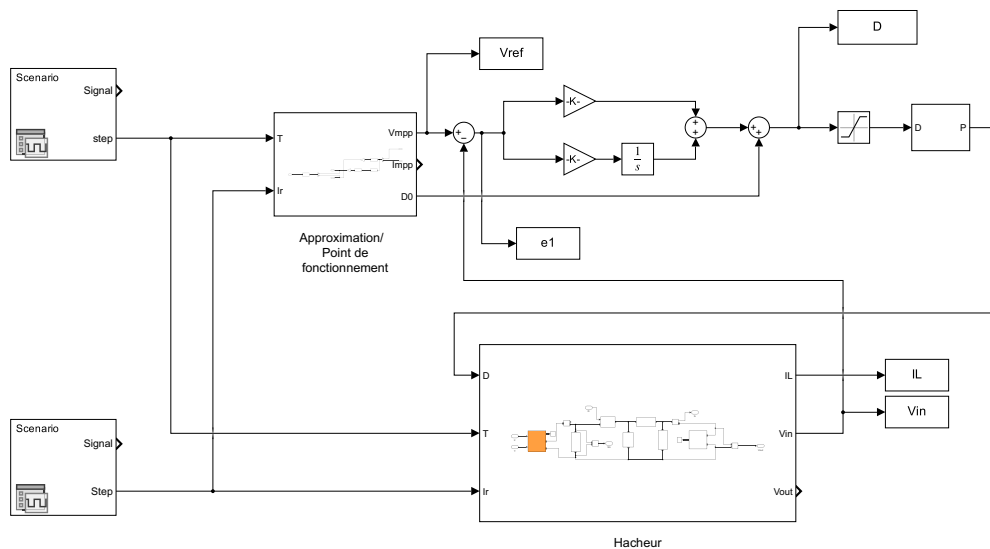 Scenario
Signal
step
T
Ir
Vmpp
Impp
D0
Approximation/
Point de
fonctionnement
Vref
+
−
-K-
-K-
1
s
+
+
+
+
D
D
P
e1
Scenario
Signal
Step
D
T
Ir
IL
Vin
Vout
Hacheur
IL
Vin